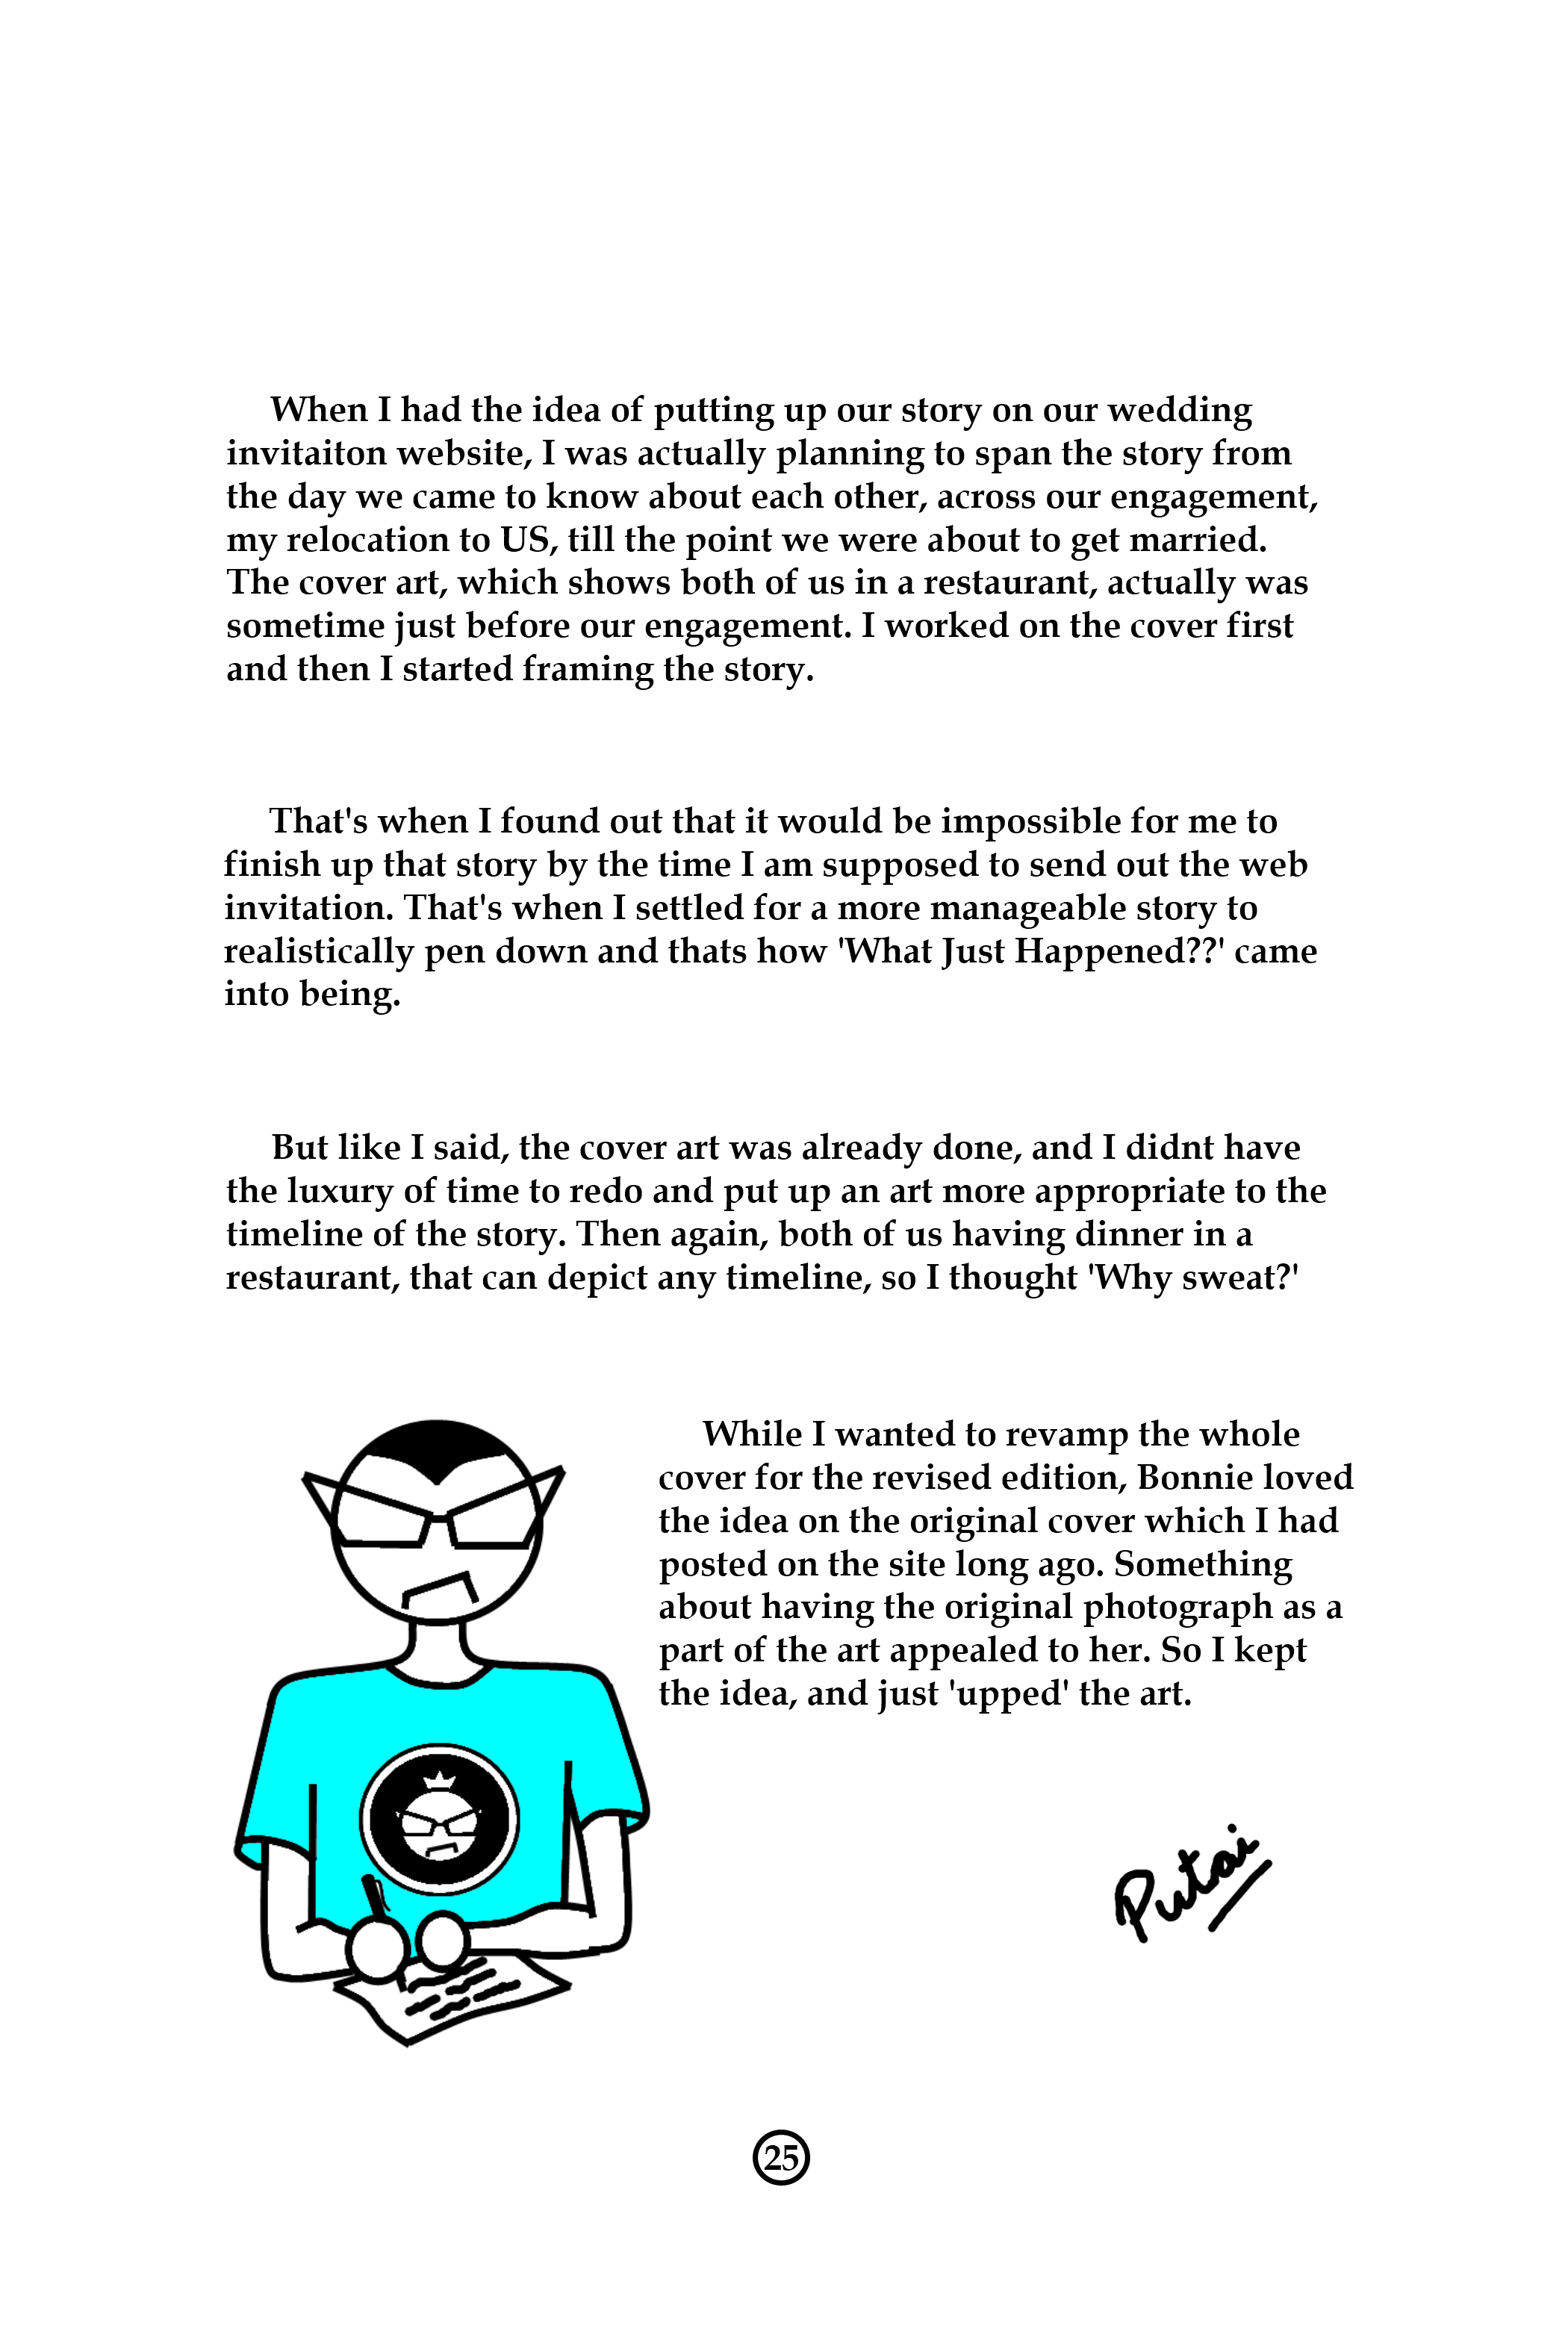 When I had the idea of putting up our story on our wedding
invitaiton website, I was actually planning to span the story from
the day we came to know about each other, across our engagement,
my relocation to US, till the point we were about to get married.
The cover art, which shows both of us in a restaurant, actually was
sometime just before our engagement. I worked on the cover first
and then I started framing the story.
That's when I found out that it would be impossible for me to
finish up that story by the time I am supposed to send out the web
invitation. That's when I settled for a more manageable story to
realistically pen down and thats how 'What Just Happened??' came
into being.
But like I said, the cover art was already done, and I didnt have
the luxury of time to redo and put up an art more appropriate to the
timeline of the story. Then again, both of us having dinner in a
restaurant, that can depict any timeline, so I thought 'Why sweat?'
While I wanted to revamp the whole
cover for the revised edition, Bonnie loved
the idea on the original cover which I had
posted on the site long ago. Something
about having the original photograph as a
part of the art appealed to her. So I kept
the idea, and just 'upped' the art.
Putai
25